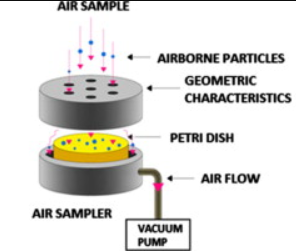 AIR SAMPLE
AIRBORNE PARTICLES
GEOMETRIC
CHARACTERISTICS
PETRI DISH
AIR FLOW
AIR SAMPLER
VACUUM
PUMP